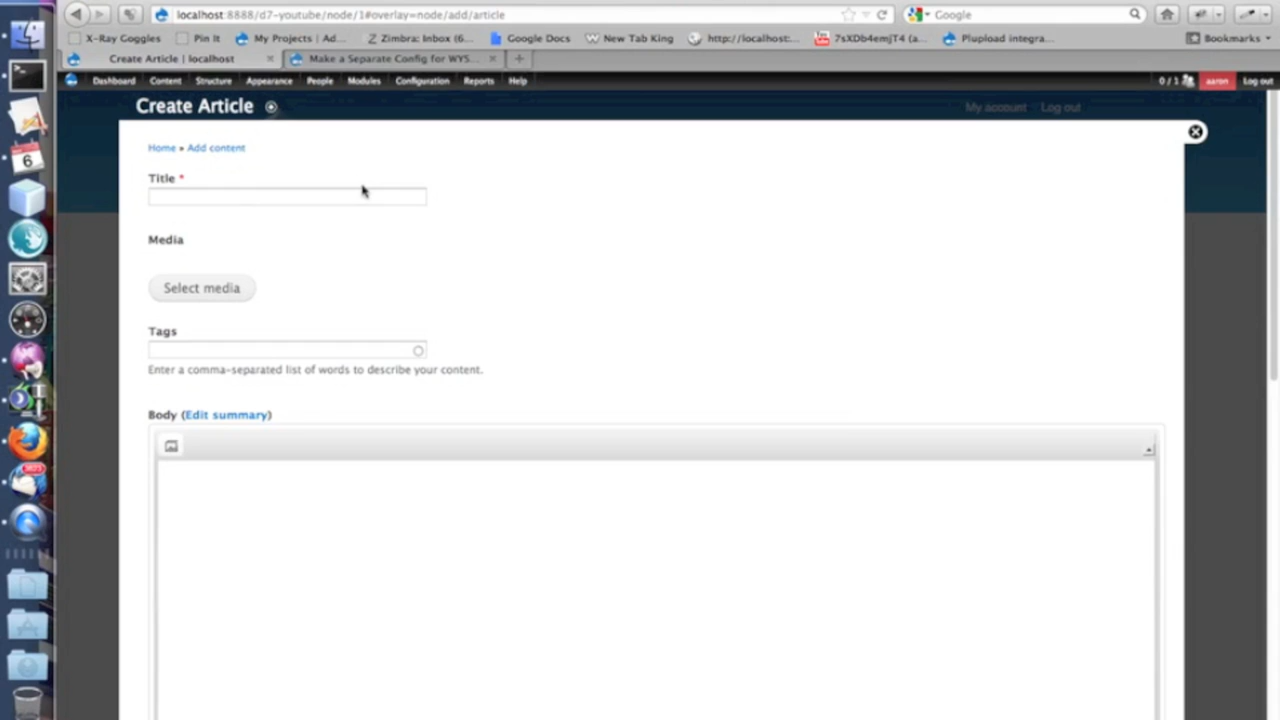 localhost:8888/d7-youtube/node/1#overlay=node/add/article
Google
X-Ray Goggles
Pin It
My Projects | Ad...
Zimbra: Inbox (6...
Google Docs
New Tab King
http://localhost:...
7sXDb4emjT4 (a...
Plupload integra...
Bookmarks
Create Article | localhost
Make a Separate Config for WYS...
Dashboard Content Structure Appearance People Modules Configuration Reports Help
0 / 1
aaron
Log out
Create Article
My account Log out
Home » Add content
Title *
Media
Select media
Tags
Enter a comma-separated list of words to describe your content.
Body (Edit summary)
6